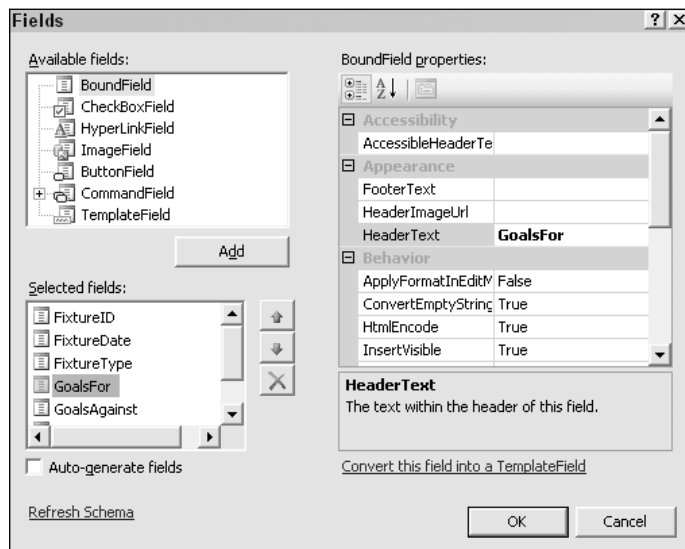 Fields
Available fields:
BoundField
CheckBoxField
HyperLinkField
ImageField
ButtonField
CommandField
TemplateField
Add
Selected fields:
FixtureID
FixtureDate
FixtureType
GoalsFor
GoalsAgainst
Auto-generate fields
Refresh Schema
BoundField properties:
Accessibility
AccessibleHeaderTe
Appearance
FooterText
HeaderImageUrl
HeaderText GoalsFor
Behavior
ApplyFormatInEditM False
ConvertEmptyString True
HtmlEncode True
InsertVisible True
HeaderText
The text within the header of this field.
Convert this field into a TemplateField
OK Cancel